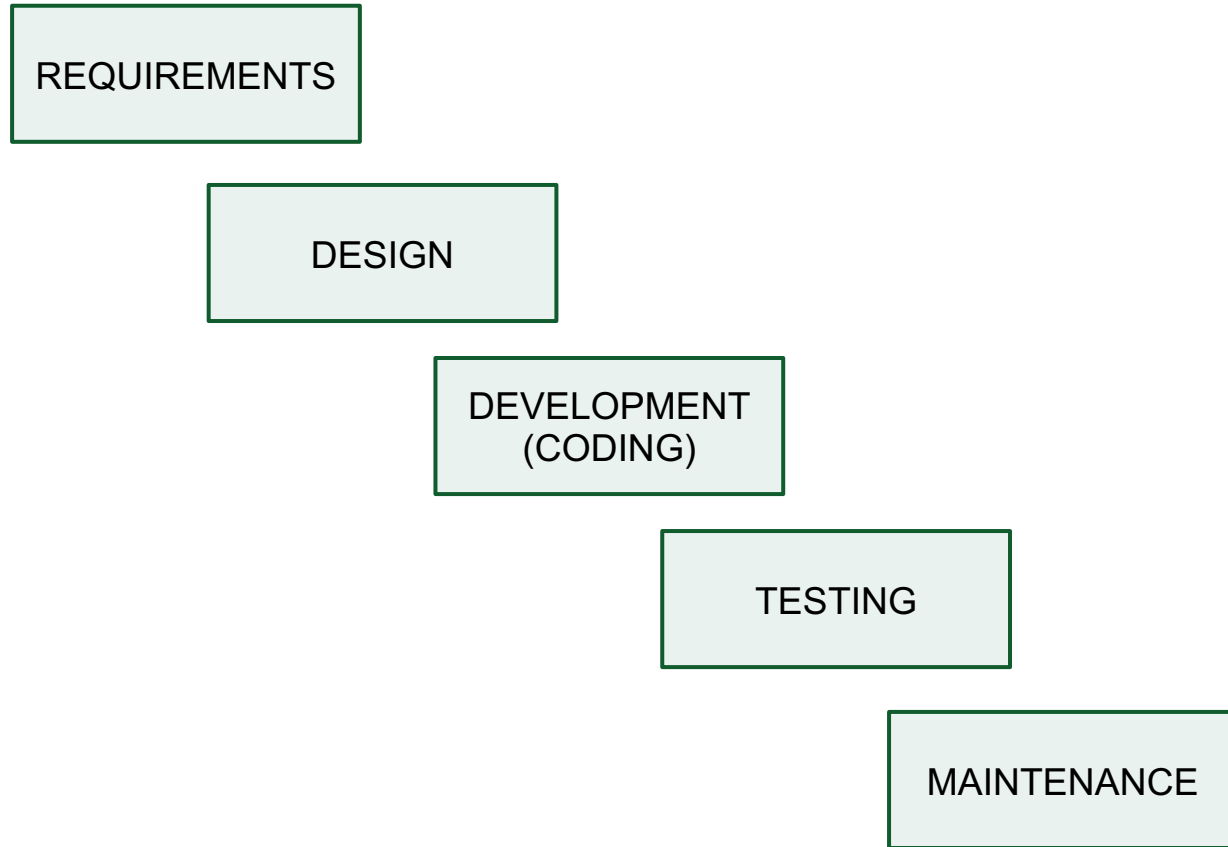 REQUIREMENTS
DESIGN
DEVELOPMENT
(CODING)
TESTING
MAINTENANCE